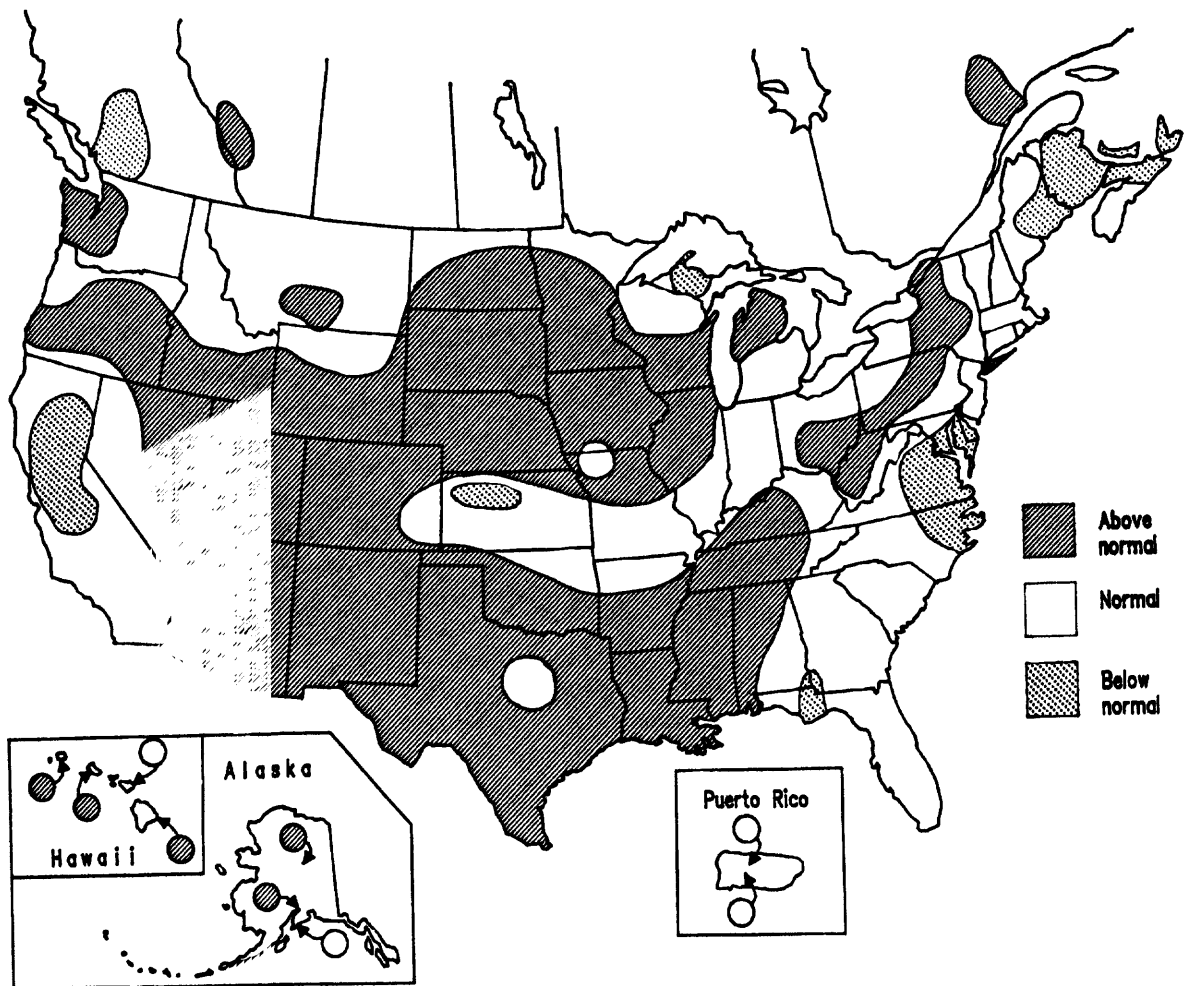 Above
normal
Normal
Below
normal
Alaska
Hawaii
Puerto Rico